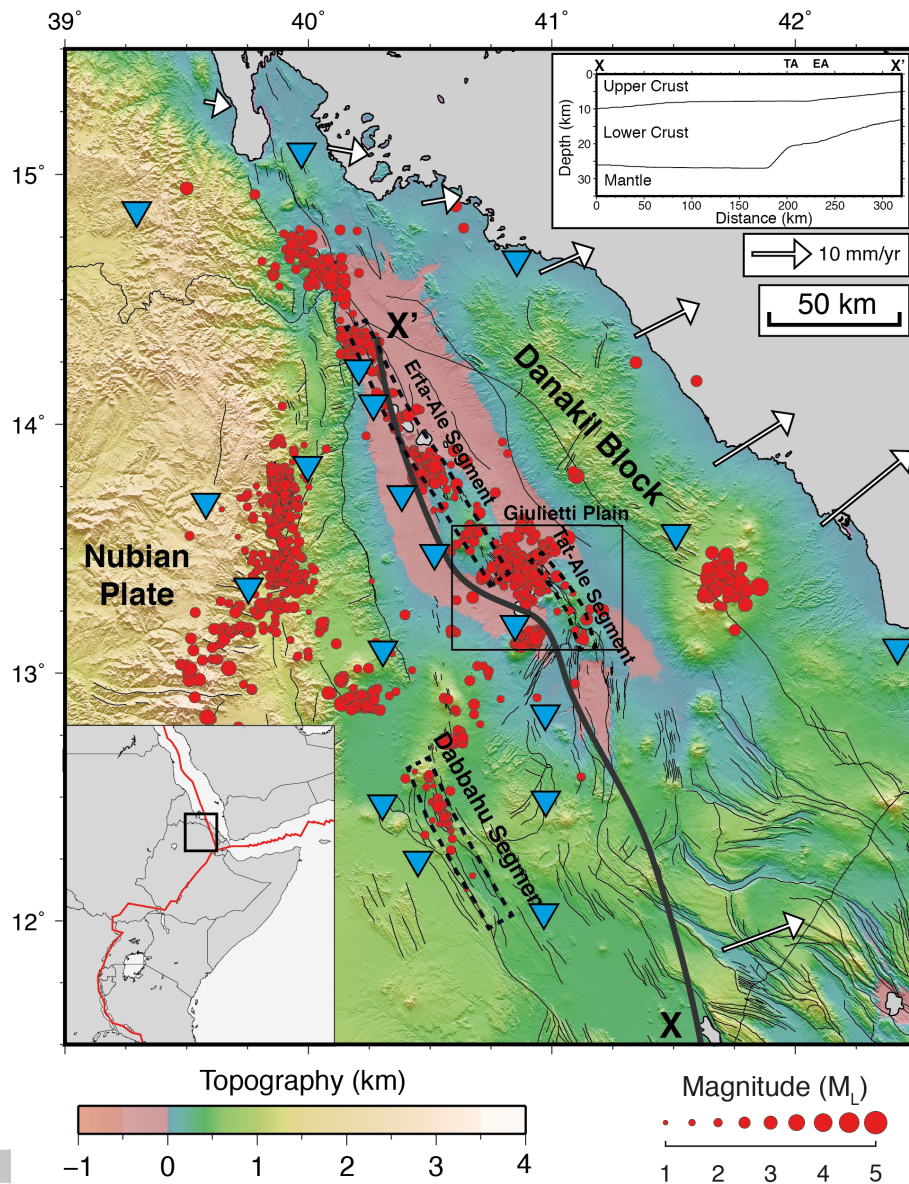 39° 40° 41° 42°
X TA EA X’
0
10
20
30
Depth (km)
Upper Crust
Lower Crust
Mantle
0 50 100 150 200 250 300
Distance (km)
10 mm/yr
50 km
15°
14°
13°
12°
X’
Erta-Ale Segment
Danakil Block
Giulietti Plain
Tat-Ale Segment
Nubian
Plate
Dabbahu Segmen
X
Topography (km)
−1 0 1 2 3 4
Magnitude (ML)
1 2 3 4 5